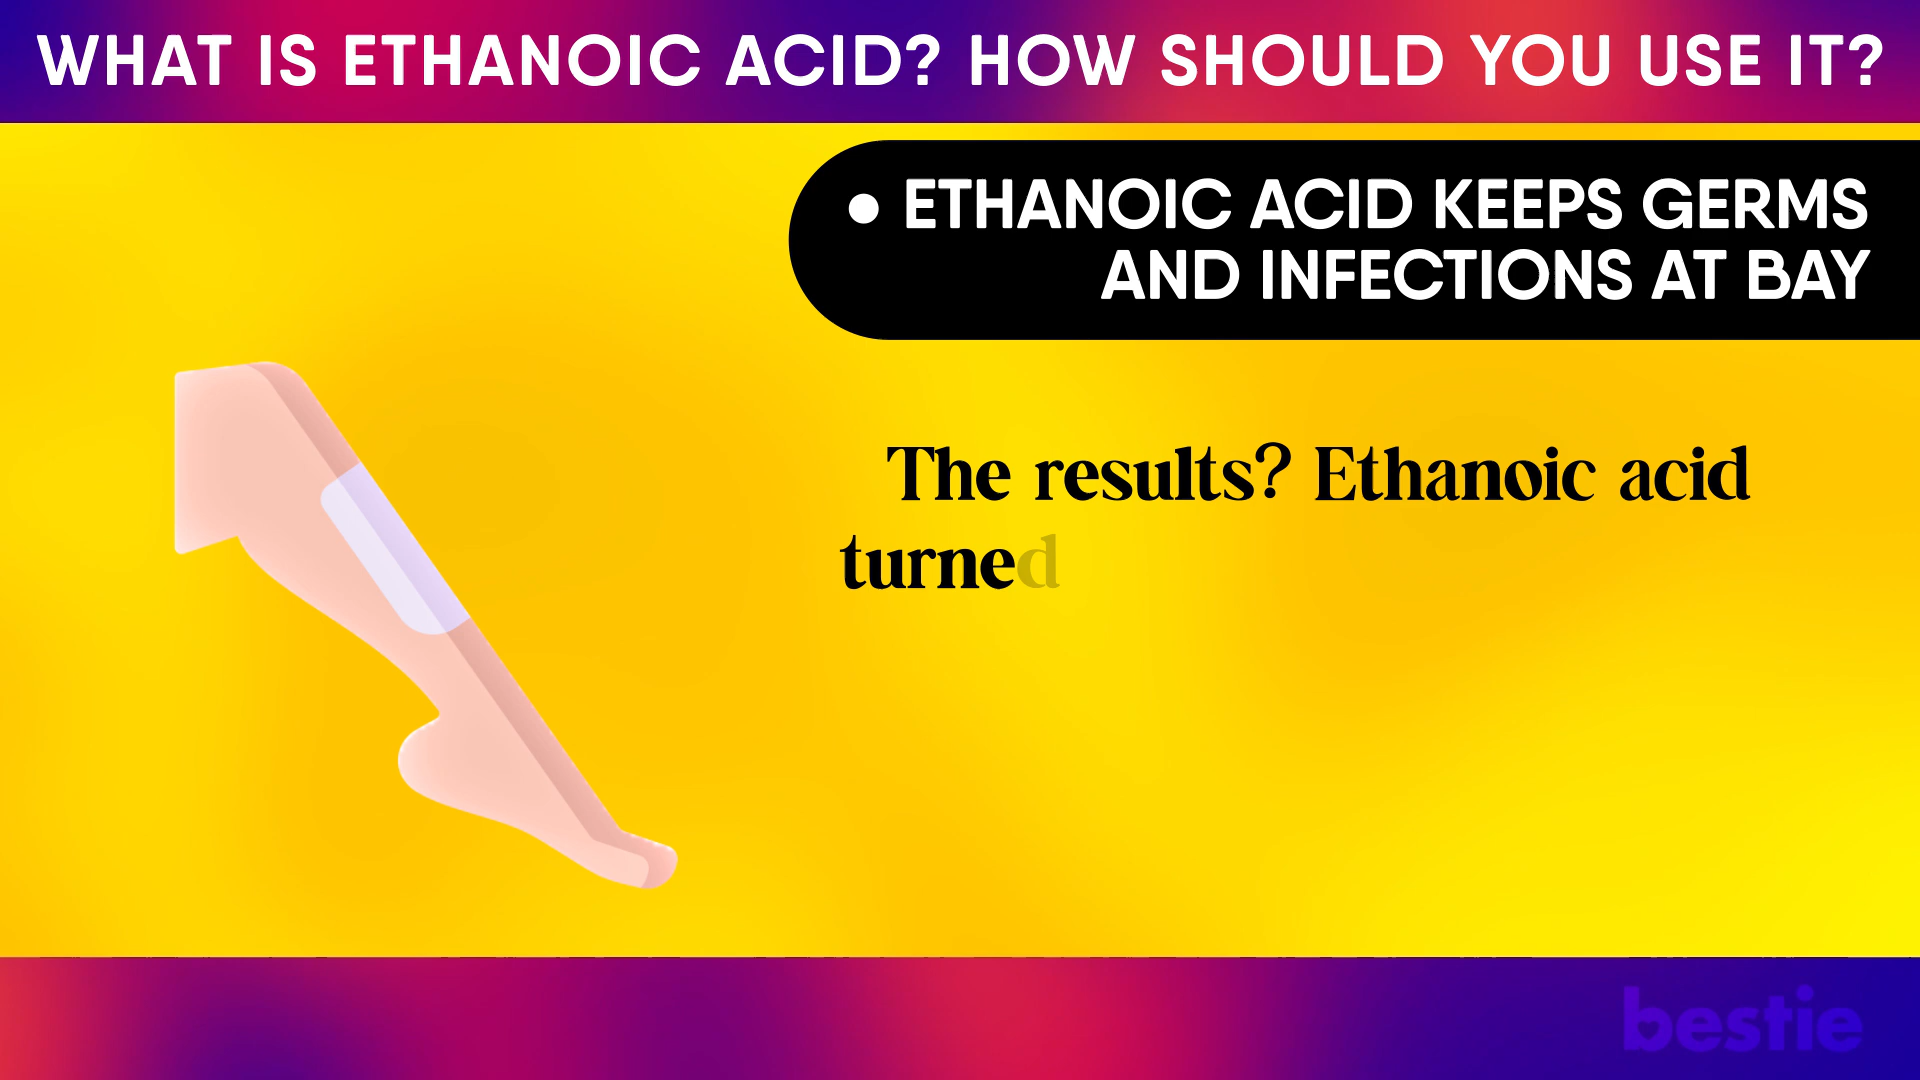 WHAT IS ETHANOIC ACID? HOW SHOULD YOU USE IT?
• ETHANOIC ACID KEEPS GERMS
AND INFECTIONS AT BAY
The results? Ethanoic acid
turned
bestie